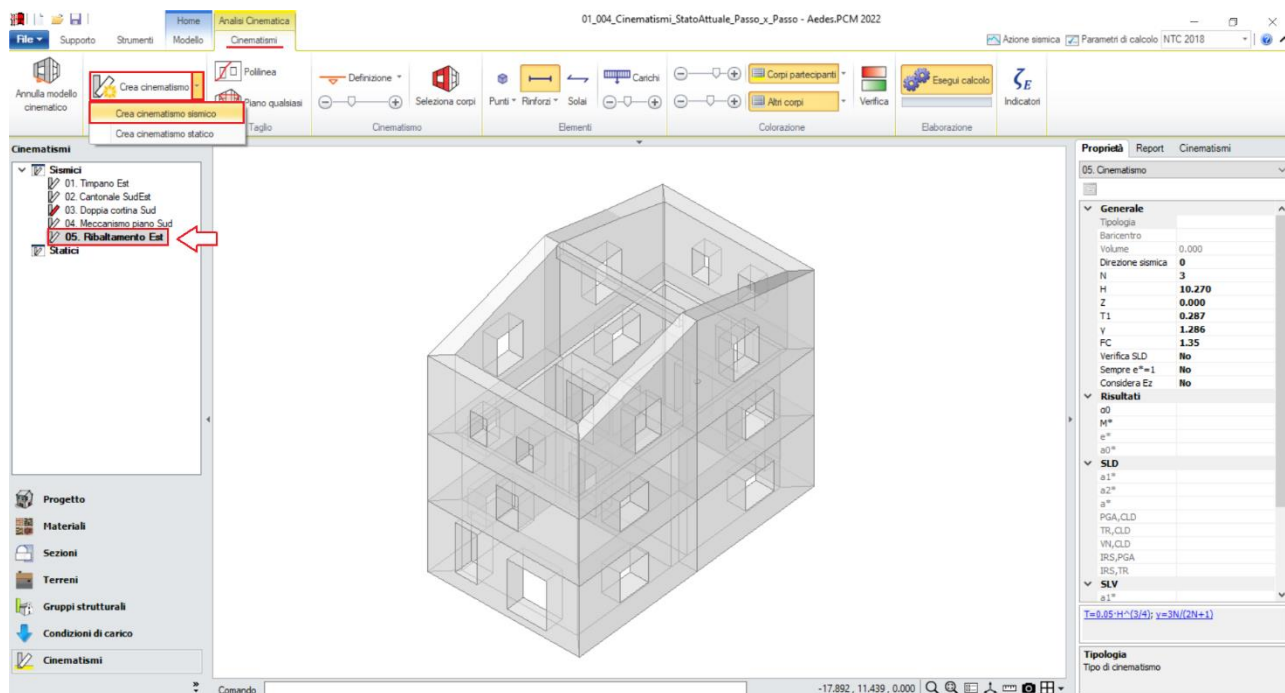 01_004_Cinematismi_StatoAttuale_Passo_x_Passo - Aedes.PCM 2022
Home Analisi Cinematica
File Supporto Strumenti Modello Cinematismi
Azione sismica Parametri di calcolo NTC 2018
Annulla modello cinematico
Crea cinematismo
Crea cinematismo sismico
Crea cinematismo statico
Polilinea
Piano qualsiasi
Taglio
Definizione
Seleziona corpi
Cinematismo
Punti Rinforzi Solai
Carichi
Elementi
Corpi partecipanti
Altri corpi
Verifica
Colorazione
Esegui calcolo
Elaborazione
ζE
Indicatori
Cinematismi
Sismici
01. Timpano Est
02. Cantonale SudEst
03. Doppia cortina Sud
04. Meccanismo piano Sud
05. Ribaltamento Est
Statici
Progetto
Materiali
Sezioni
Terreni
Gruppi strutturali
Condizioni di carico
Cinematismi
Comando
-17.892 , 11.439 , 0.000
Proprietà Report Cinematismi
05. Cinematismo
Generale
Tipologia
Baricentro
Volume 0.000
Direzione sismica 0
N 3
H 10.270
Z 0.000
T1 0.287
γ 1.286
FC 1.35
Verifica SLD No
Sempre e*=1 No
Considera Ez No
Risultati
α0
M*
e*
a0*
SLD
a1*
a2*
a*
PGA,CLD
TR,CLD
VN,CLD
IRS,PGA
IRS,TR
SLV
a1*
T=0.05·H^(3/4); γ=3N/(2N+1)
Tipologia
Tipo di cinematismo